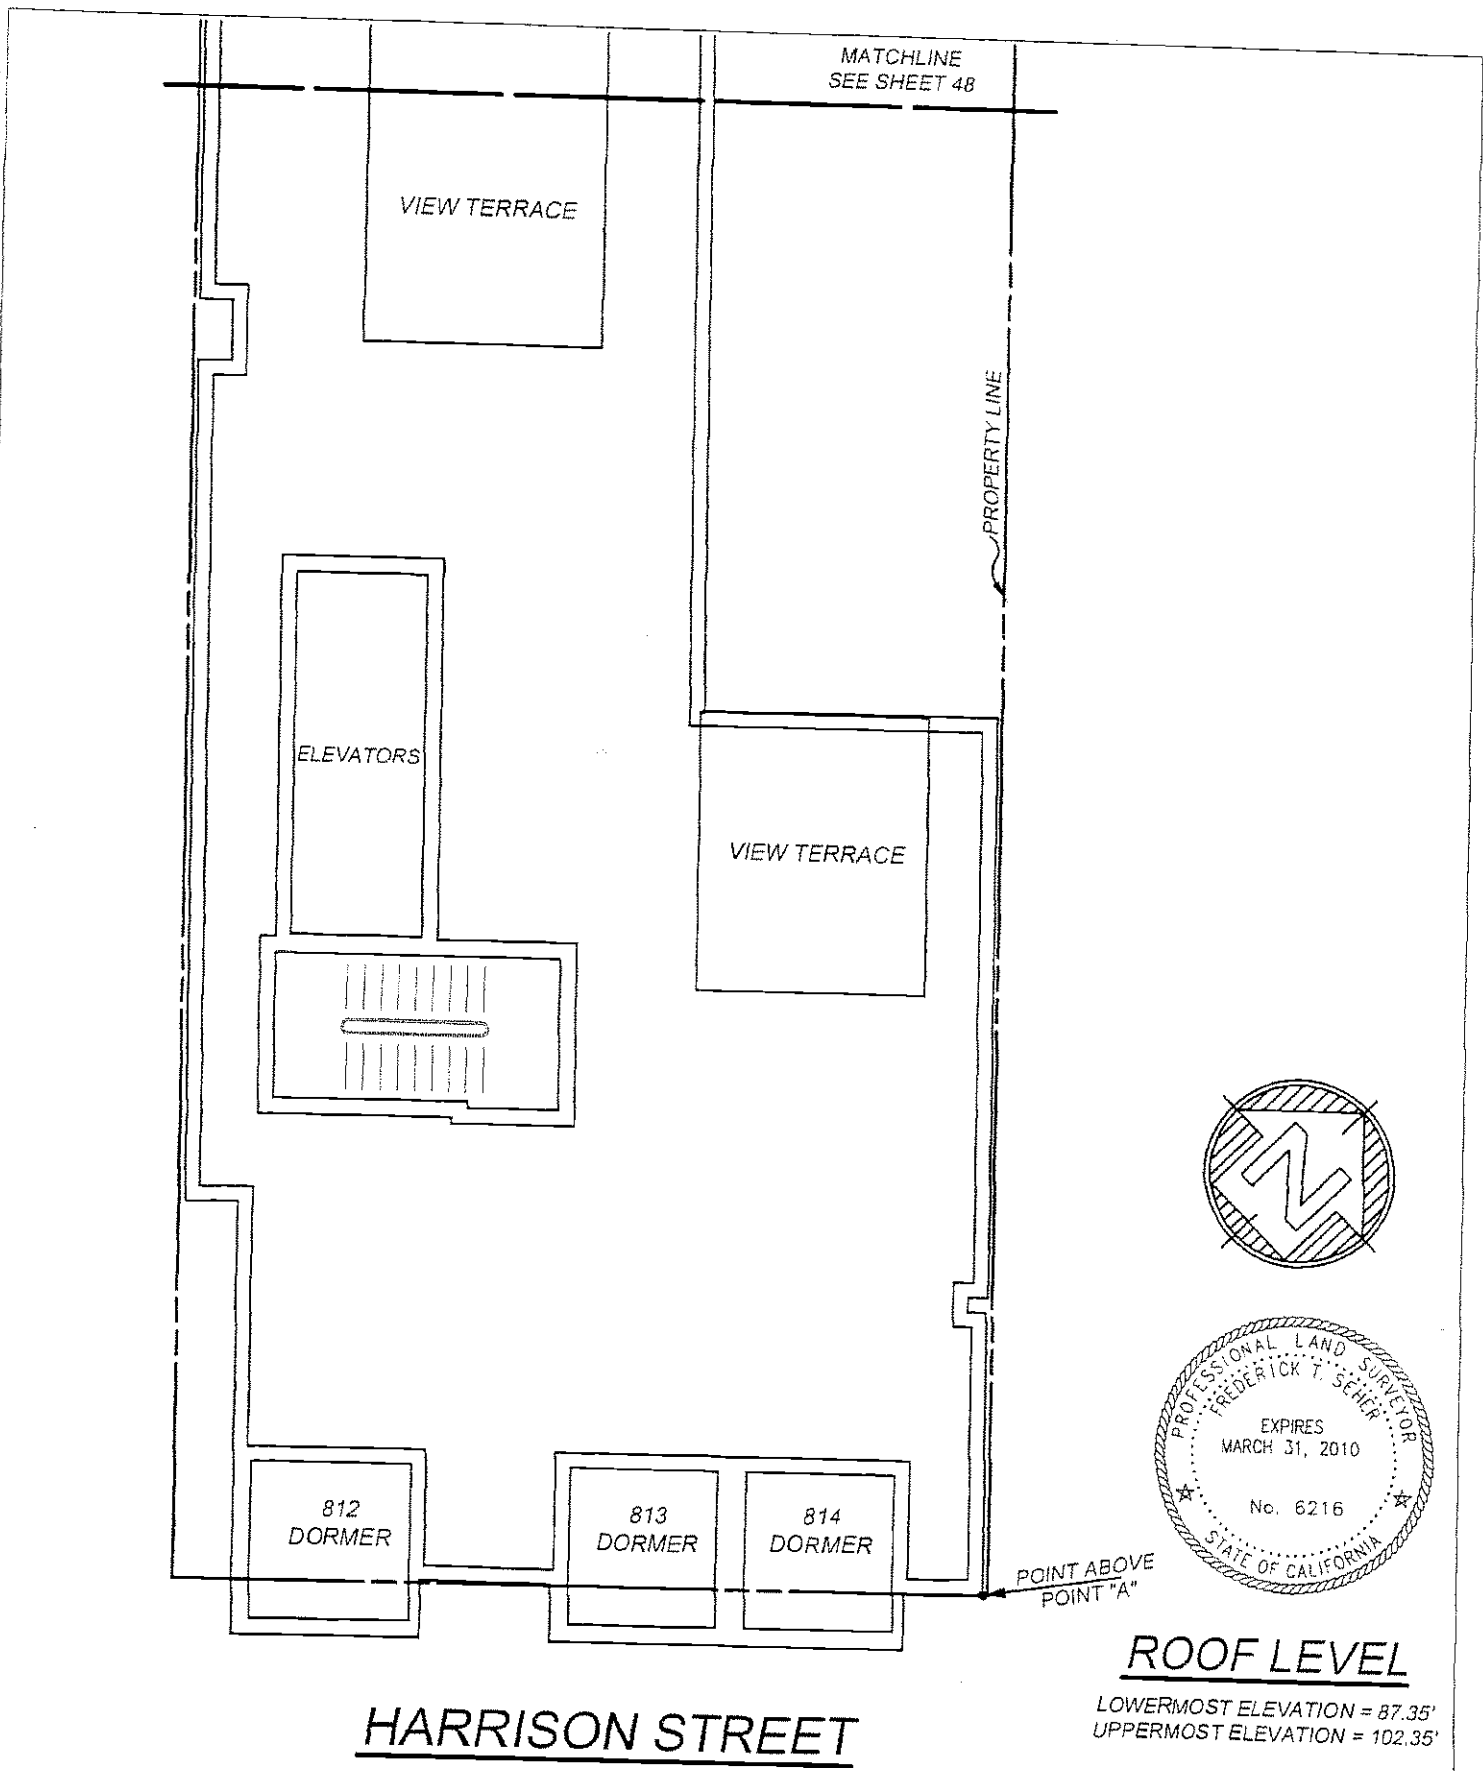 MATCHLINE
SEE SHEET 48
VIEW TERRACE
PROPERTY LINE
ELEVATORS
VIEW TERRACE
N
PROFESSIONAL LAND SURVEYOR
FREDERICK T. SEHER
EXPIRES
MARCH 31, 2010
No. 6216
STATE OF CALIFORNIA
812
DORMER
813
DORMER
814
DORMER
POINT ABOVE
POINT "A"
ROOF LEVEL
LOWERMOST ELEVATION = 87.35'
UPPERMOST ELEVATION = 102.35'
HARRISON STREET